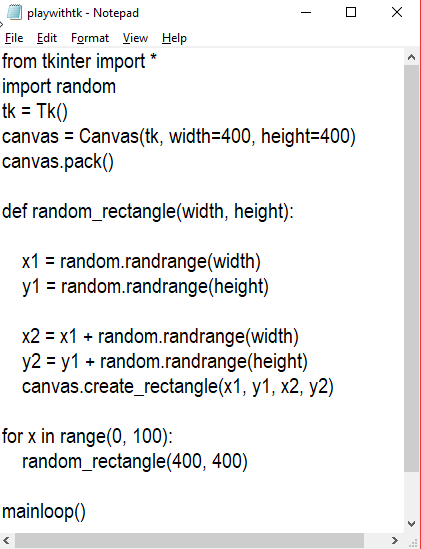 playwithtk - Notepad
File Edit Format View Help
from tkinter import *
import random
tk = Tk()
canvas = Canvas(tk, width=400, height=400)
canvas.pack()

def random_rectangle(width, height):

    x1 = random.randrange(width)
    y1 = random.randrange(height)

    x2 = x1 + random.randrange(width)
    y2 = y1 + random.randrange(height)
    canvas.create_rectangle(x1, y1, x2, y2)

for x in range(0, 100):
    random_rectangle(400, 400)

mainloop()